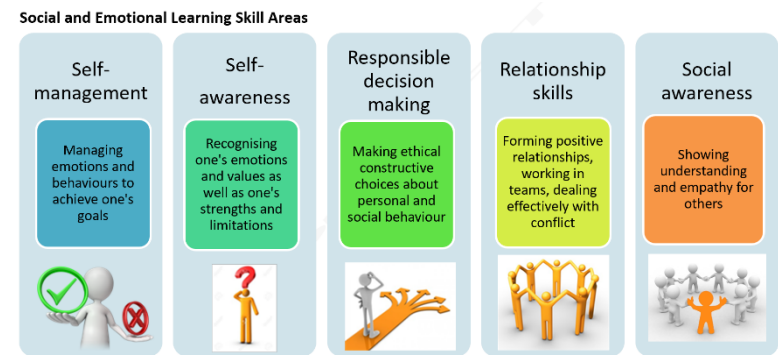 Social and Emotional Learning Skill Areas
Self-
management
Managing
emotions and
behaviours to
achieve one's
goals
Self-
awareness
Recognising
one's emotions
and values as
well as one's
strengths and
limitations
Responsible
decision
making
Making ethical
constructive
choices about
personal and
social behaviour
Relationship
skills
Forming positive
relationships,
working in
teams, dealing
effectively with
conflict
Social
awareness
Showing
understanding
and empathy for
others